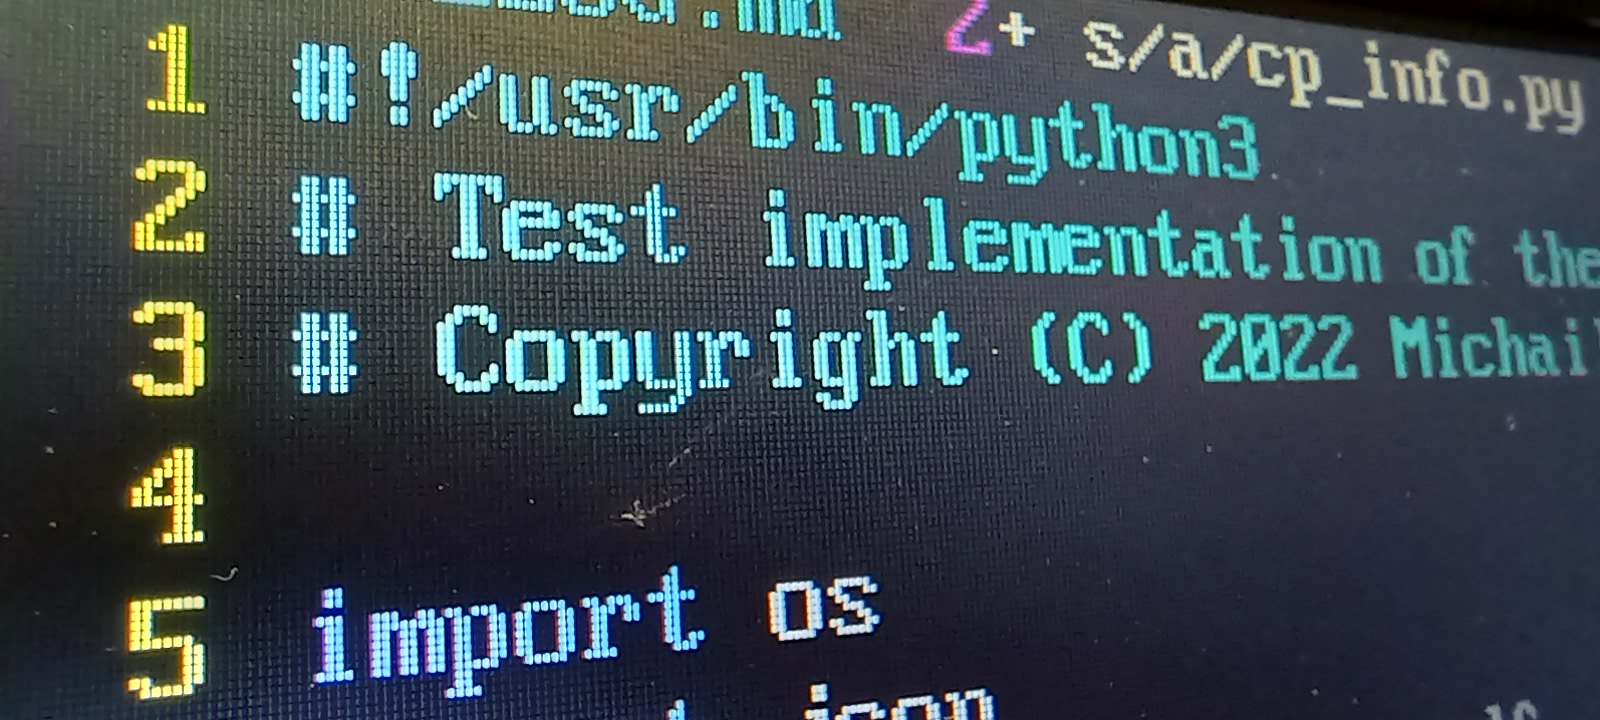 2+ s/a/cp_info.py
1 #!/usr/bin/python3
2 # Test implementation of the
3 # Copyright (C) 2022 Michai
4
5 import os